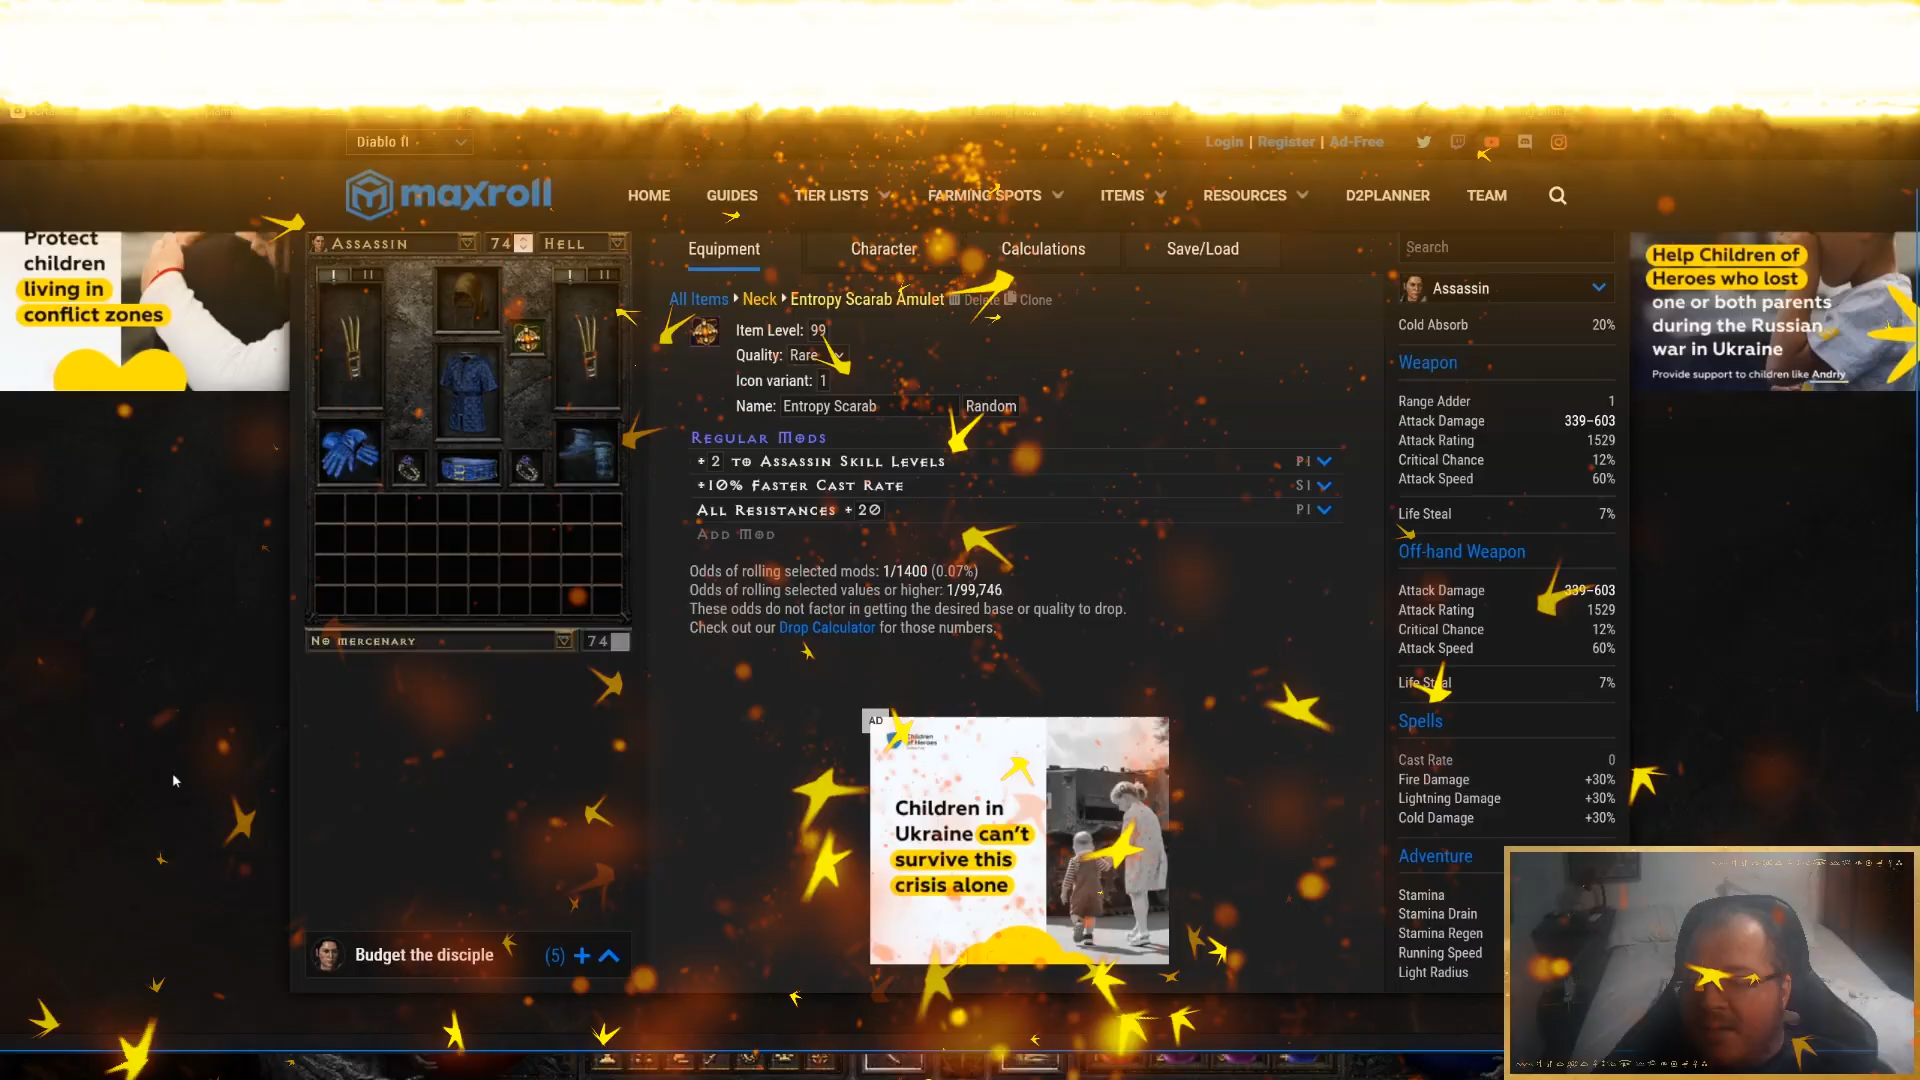 Diablo II
Login | Register | Ad-Free
maxroll
HOME
GUIDES
TIER LISTS
FARMING SPOTS
ITEMS
RESOURCES
D2PLANNER
TEAM
Protect
children
living in
conflict zones
Assassin
74
Hell
Equipment
Character
Calculations
Save/Load
All Items
Neck
Entropy Scarab Amulet
Delete
Clone
Item Level: 99
Quality: Rare
Icon variant: 1
Name: Entropy Scarab
Random
Regular Mods
+2 to Assassin Skill Levels
P1
+10% Faster Cast Rate
S1
All Resistances +20
P1
Add Mod
Odds of rolling selected mods: 1/1400 (0.07%)
Odds of rolling selected values or higher: 1/99,746
These odds do not factor in getting the desired base or quality to drop.
Check out our Drop Calculator for those numbers.
No mercenary
74
AD
Children
of Heroes
Children in
Ukraine can't
survive this
crisis alone
Budget the disciple
(5)
Search
Assassin
Cold Absorb 20%
Weapon
Range Adder 1
Attack Damage 339–603
Attack Rating 1529
Critical Chance 12%
Attack Speed 60%
Life Steal 7%
Off-hand Weapon
Attack Damage 339–603
Attack Rating 1529
Critical Chance 12%
Attack Speed 60%
Life Steal 7%
Spells
Cast Rate 0
Fire Damage +30%
Lightning Damage +30%
Cold Damage +30%
Adventure
Stamina
Stamina Drain
Stamina Regen
Running Speed
Light Radius
Help Children of
Heroes who lost
one or both parents
during the Russian
war in Ukraine
Provide support to children like Andriy